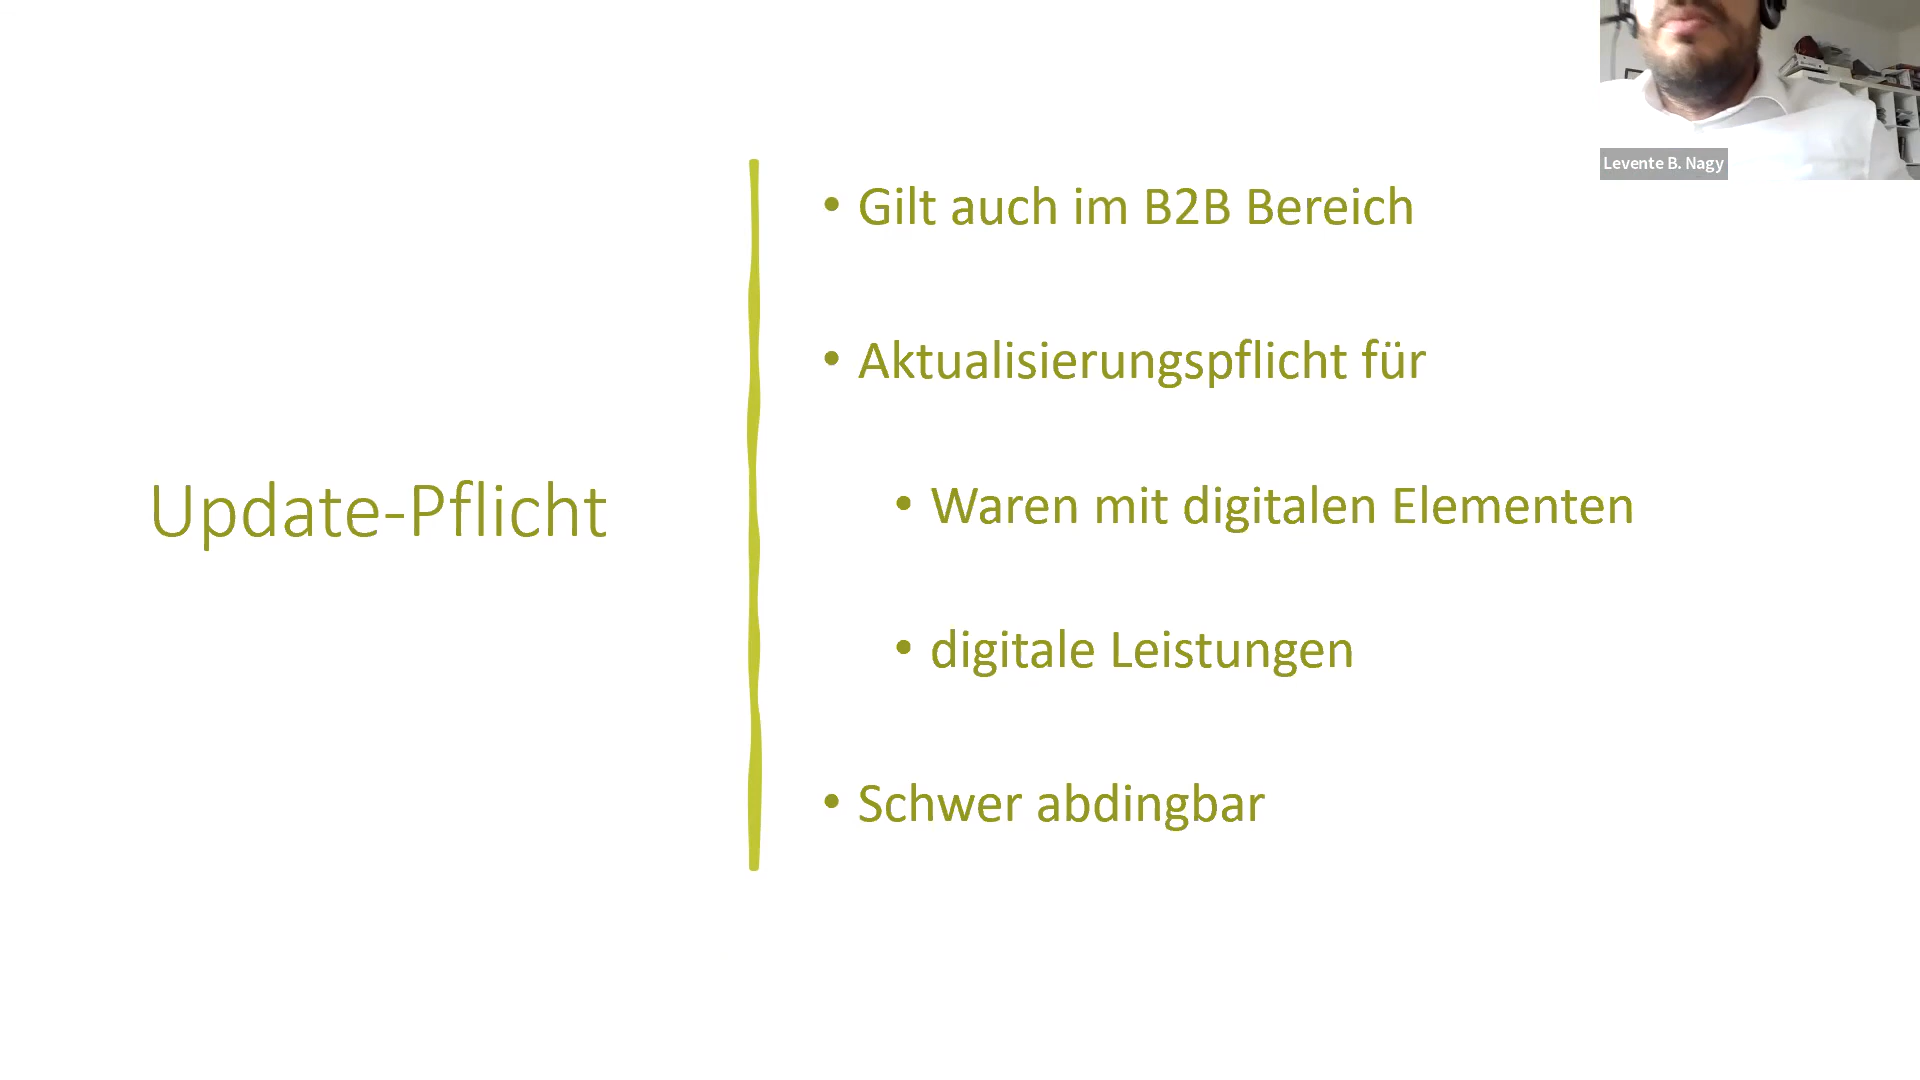 Update-Pflicht
• Gilt auch im B2B Bereich
• Aktualisierungspflicht für
• Waren mit digitalen Elementen
• digitale Leistungen
• Schwer abdingbar
Levente B. Nagy